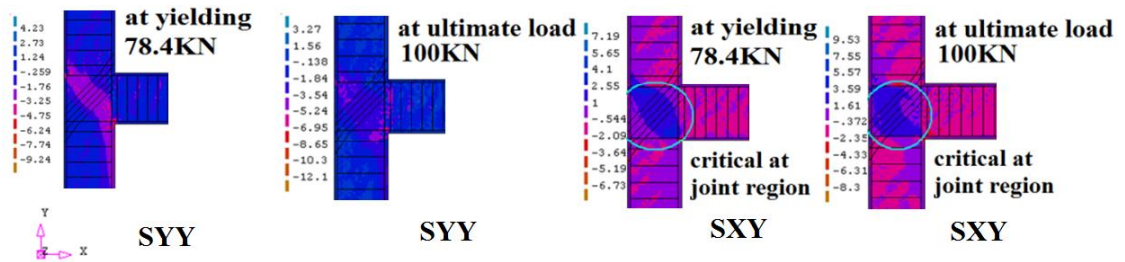 4.23
2.73
1.24
-.259
-1.76
-3.25
-4.75
-6.24
-7.74
-9.24
at yielding
78.4KN
SYY
3.27
1.56
-.138
-1.84
-3.54
-5.24
-6.95
-8.65
-10.3
-12.1
at ultimate load
100KN
SYY
7.19
5.65
4.1
2.55
1
-.544
-2.09
-3.64
-5.19
-6.73
at yielding
78.4KN
critical at
joint region
SXY
9.53
7.55
5.57
3.59
1.61
-.372
-2.35
-4.33
-6.31
-8.3
at ultimate load
100KN
critical at
joint region
SXY
Y
Z X